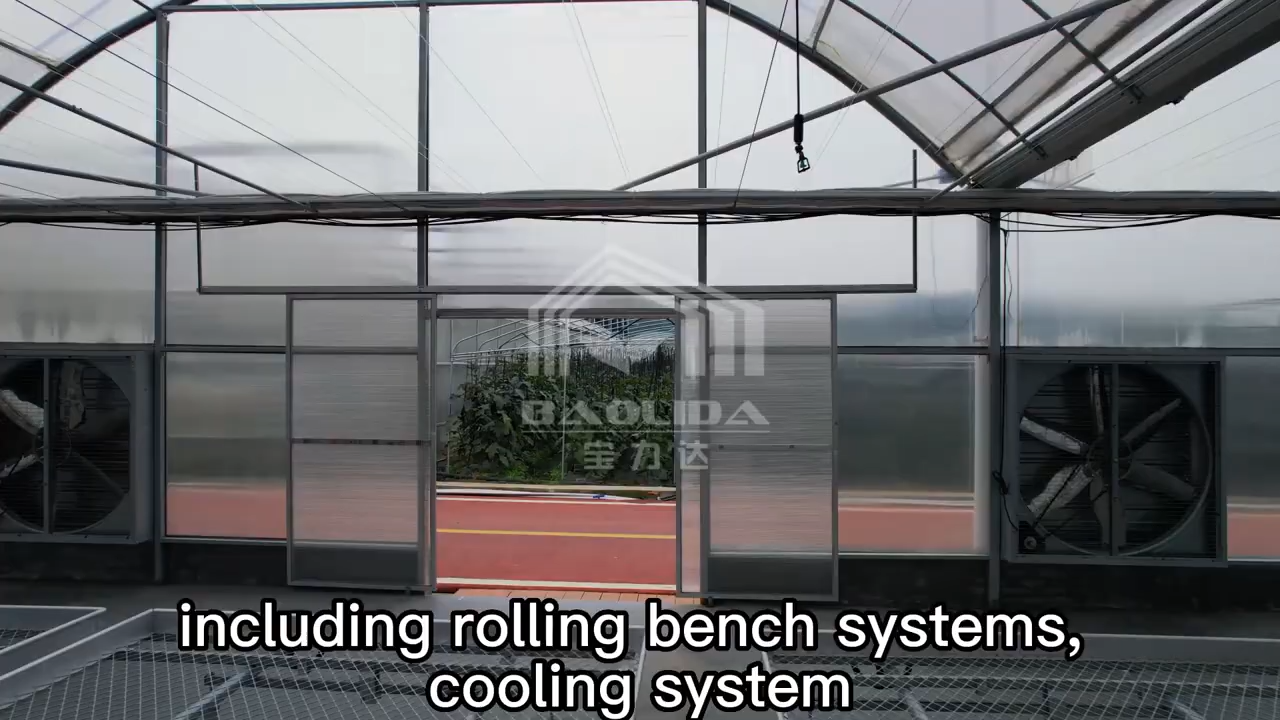 BAOLIDA
宝力达
including rolling bench systems,
cooling system